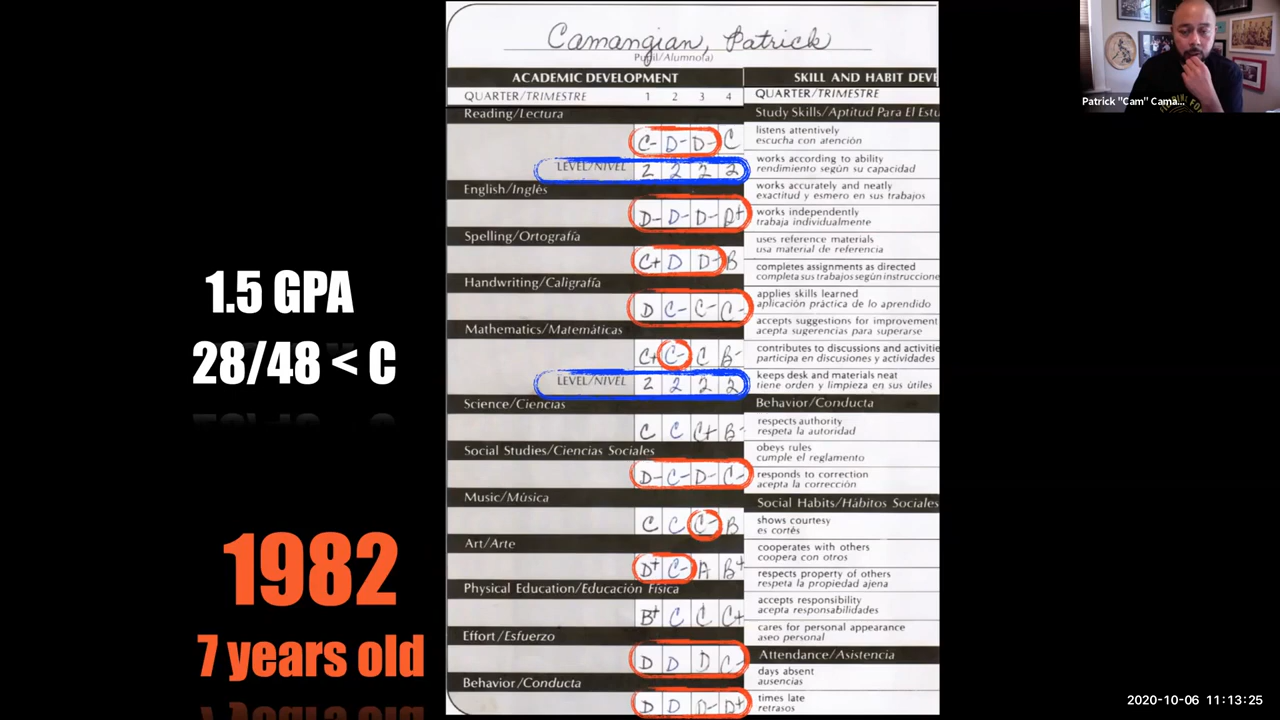 Camangian, Patrick
Pupil/Alumno(a)
ACADEMIC DEVELOPMENT
QUARTER/TRIMESTRE 1 2 3 4
Reading/Lectura
C- D- D- C
LEVEL/NIVEL 2 2 2 2
English/Inglés
D- D- D- D+
Spelling/Ortografía
C+ D D+ B
Handwriting/Caligrafía
D C- C- C-
Mathematics/Matemáticas
C+ C- C B-
LEVEL/NIVEL 2 2 2 2
Science/Ciencias
C C C+ B-
Social Studies/Ciencias Sociales
D- C- D- C-
Music/Música
C C C- B
Art/Arte
D+ C- A B+
Physical Education/Educación Física
B+ C C C+
Effort/Esfuerzo
D D D C-
Behavior/Conducta
D D D- D+
SKILL AND HABIT DEVE
QUARTER/TRIMESTRE
Study Skills/Aptitud Para El Estu
listens attentively
escucha con atención
works according to ability
rendimiento según su capacidad
works accurately and neatly
exactitud y esmero en sus trabajos
works independently
trabaja individualmente
uses reference materials
usa material de referencia
completes assignments as directed
completa sus trabajos según instruccione
applies skills learned
aplicación práctica de lo aprendido
accepts suggestions for improvement
acepta sugerencias para superarse
contributes to discussions and activitie
participa en discusiones y actividades
keeps desk and materials neat
tiene orden y limpieza en sus útiles
Behavior/Conducta
respects authority
respeta la autoridad
obeys rules
cumple el reglamento
responds to correction
acepta la corrección
Social Habits/Hábitos Sociales
shows courtesy
es cortés
cooperates with others
coopera con otros
respects property of others
respeta la propiedad ajena
accepts responsibility
acepta responsabilidades
cares for personal appearance
aseo personal
Attendance/Asistencia
days absent
ausencias
times late
retrasos
1.5 GPA
28/48 < C
1982
7 years old
Patrick "Cam" Cama...
2020-10-06 11:13:25